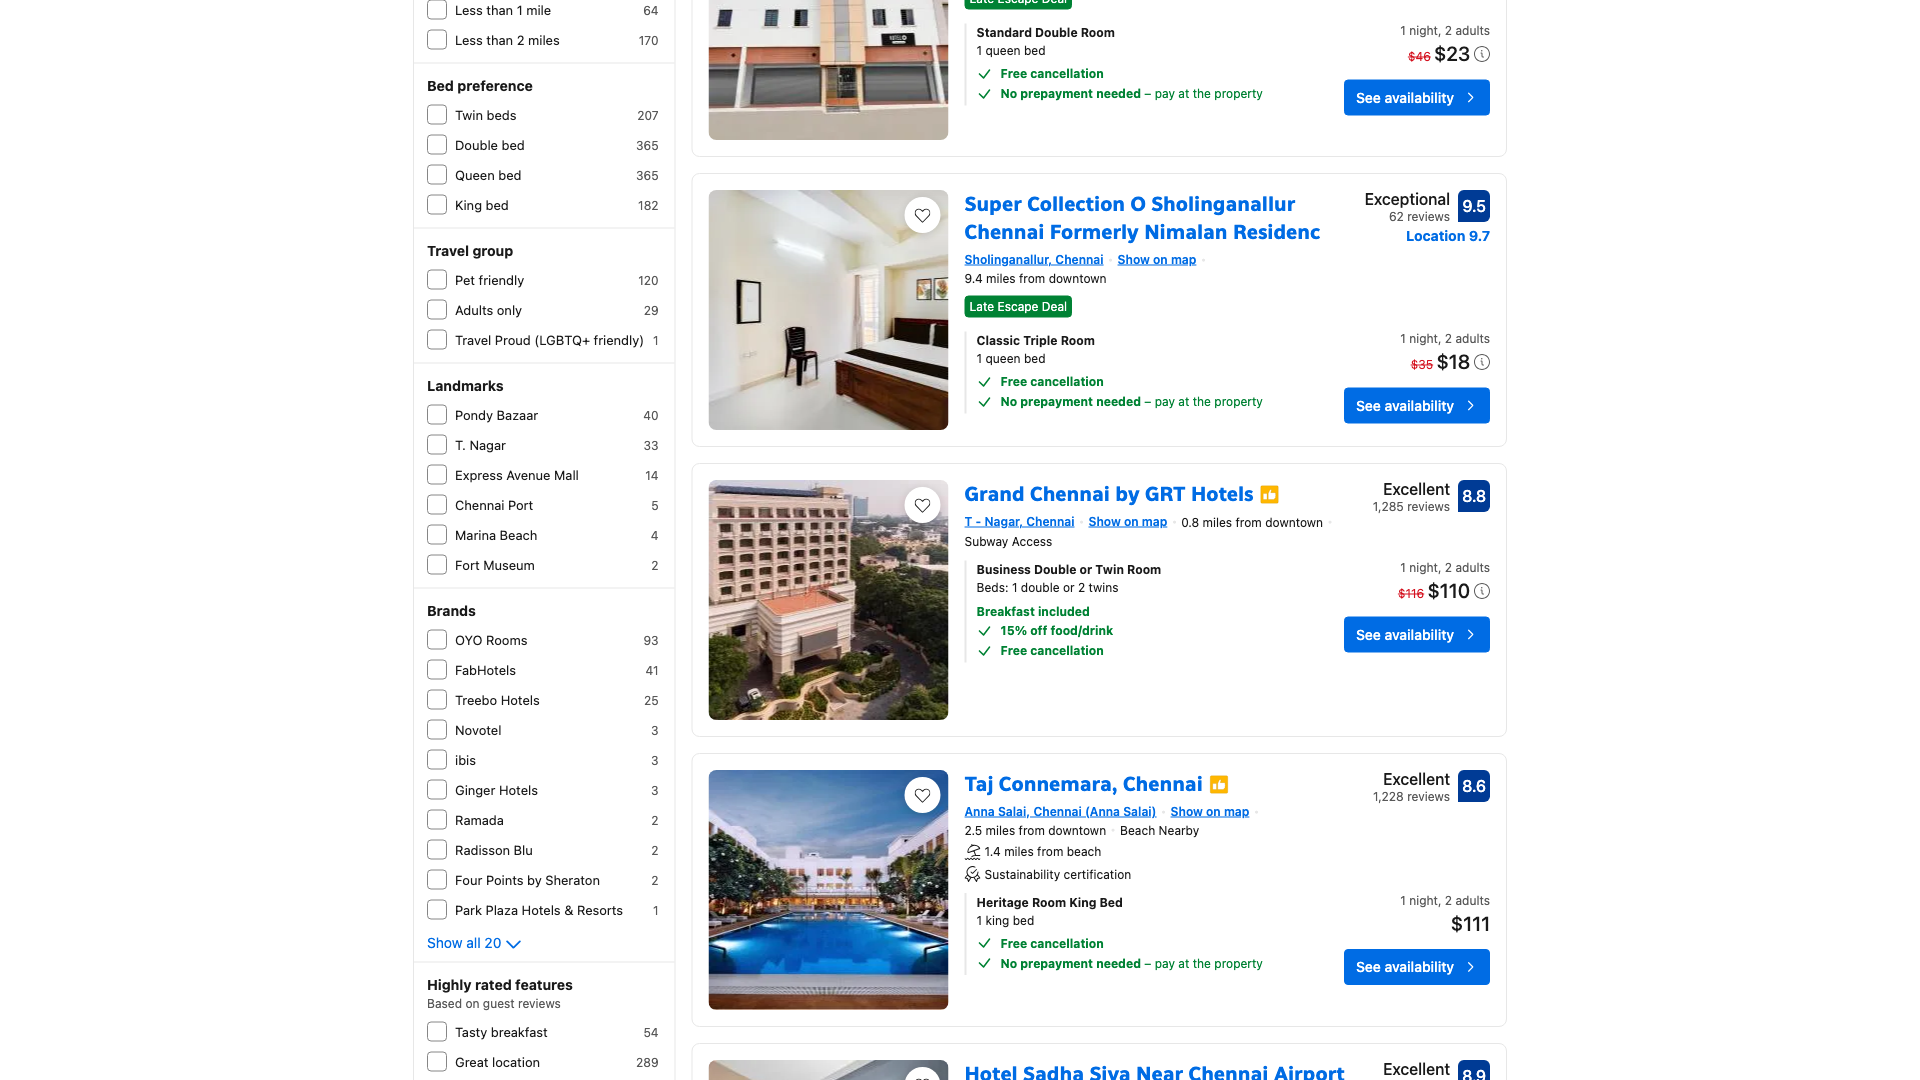 Less than 1 mile 64
Less than 2 miles 170
Bed preference
Twin beds 207
Double bed 365
Queen bed 365
King bed 182
Travel group
Pet friendly 120
Adults only 29
Travel Proud (LGBTQ+ friendly) 1
Landmarks
Pondy Bazaar 40
T. Nagar 33
Express Avenue Mall 14
Chennai Port 5
Marina Beach 4
Fort Museum 2
Brands
OYO Rooms 93
FabHotels 41
Treebo Hotels 25
Novotel 3
ibis 3
Ginger Hotels 3
Ramada 2
Radisson Blu 2
Four Points by Sheraton 2
Park Plaza Hotels & Resorts 1
Show all 20
Highly rated features
Based on guest reviews
Tasty breakfast 54
Great location 289
Late Escape Deal
Standard Double Room
1 queen bed
Free cancellation
No prepayment needed – pay at the property
1 night, 2 adults
$46 $23
See availability
Super Collection O Sholinganallur
Chennai Formerly Nimalan Residenc
Sholinganallur, Chennai Show on map
9.4 miles from downtown
Late Escape Deal
Exceptional 9.5
62 reviews
Location 9.7
Classic Triple Room
1 queen bed
Free cancellation
No prepayment needed – pay at the property
1 night, 2 adults
$35 $18
See availability
Grand Chennai by GRT Hotels
T - Nagar, Chennai Show on map 0.8 miles from downtown
Subway Access
Excellent 8.8
1,285 reviews
Business Double or Twin Room
Beds: 1 double or 2 twins
Breakfast included
15% off food/drink
Free cancellation
1 night, 2 adults
$116 $110
See availability
Taj Connemara, Chennai
Anna Salai, Chennai (Anna Salai) Show on map
2.5 miles from downtown Beach Nearby
1.4 miles from beach
Sustainability certification
Excellent 8.6
1,228 reviews
Heritage Room King Bed
1 king bed
Free cancellation
No prepayment needed – pay at the property
1 night, 2 adults
$111
See availability
Hotel Sadha Siva Near Chennai Airport
Excellent 8.9